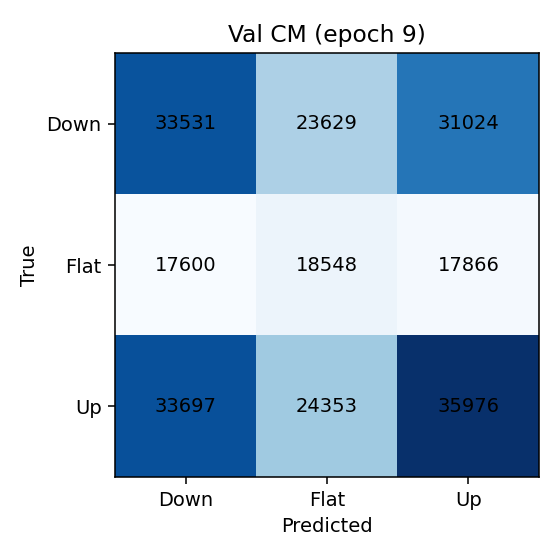 Val CM (epoch 9)
True
Down 33531 23629 31024
Flat 17600 18548 17866
Up 33697 24353 35976
Down Flat Up
Predicted